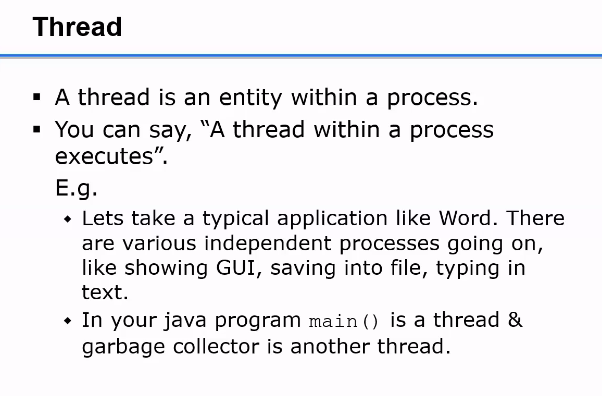 Thread
▪ A thread is an entity within a process.
▪ You can say, “A thread within a process
executes”.
E.g.
◆ Lets take a typical application like Word. There
are various independent processes going on,
like showing GUI, saving into file, typing in
text.
◆ In your java program main() is a thread &
garbage collector is another thread.